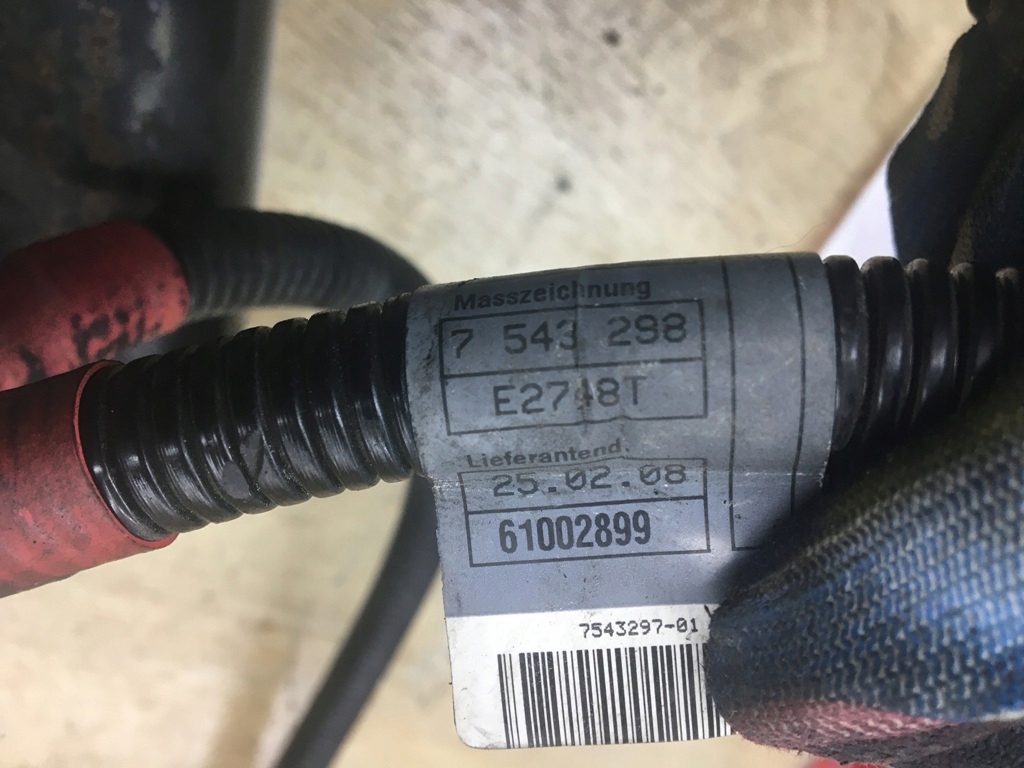 Masszeichnung
7 543 298
E2748T
Lieferantend.
25.02.08
61002899
7543297-01